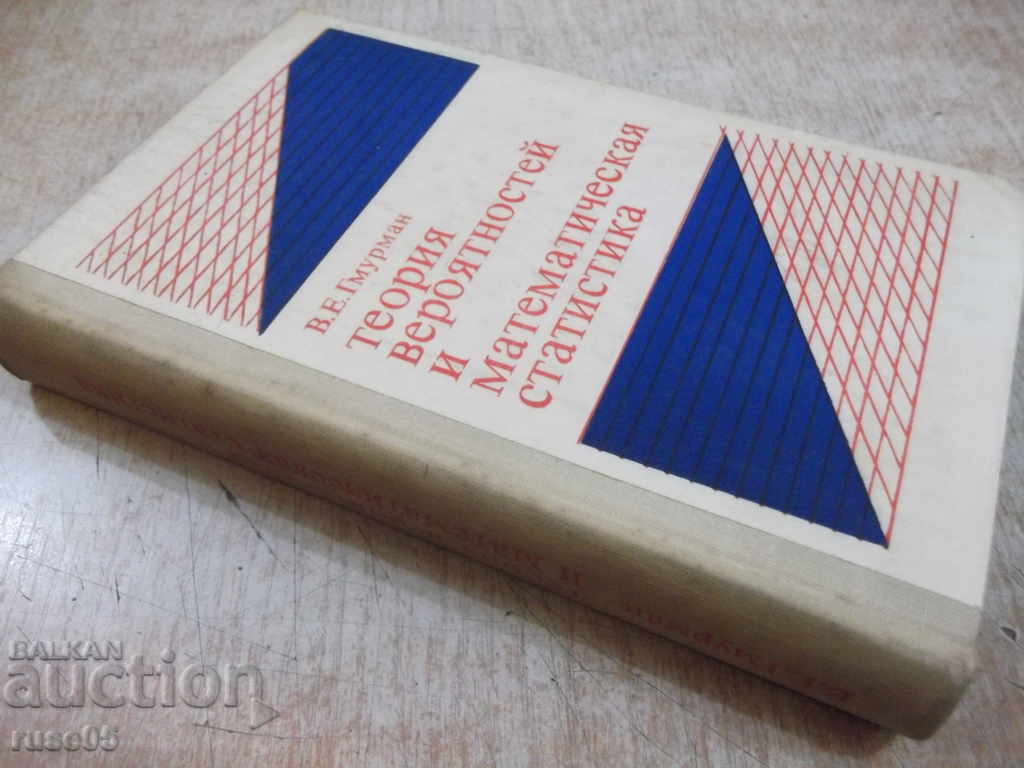 В.Е.Гмурман
теория
вероятностей
и
математическая
статистика
BALKAN
auction
ruse05